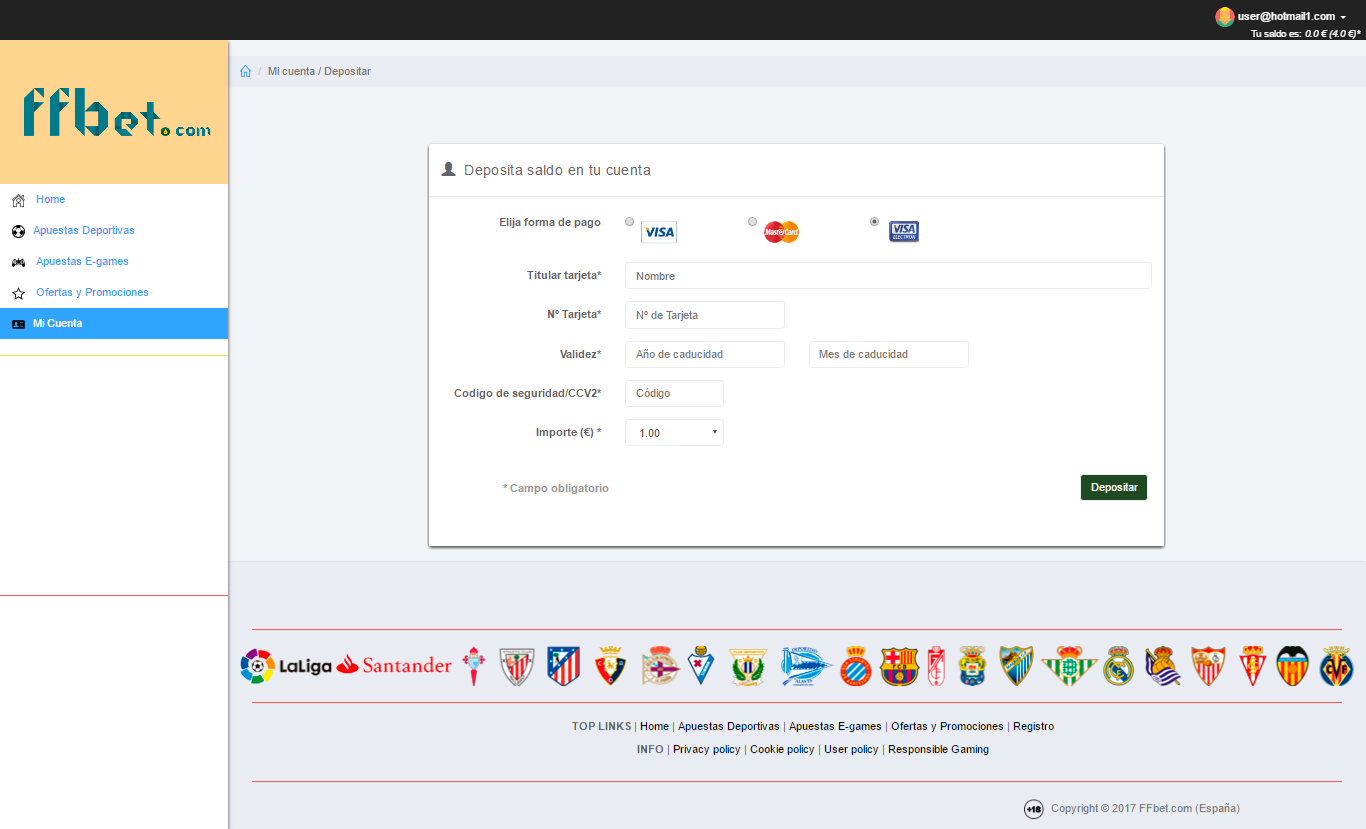 user@hotmail1.com
Tu saldo es: 0.0 € (4.0 €)*
ffbet.com
/ Mi cuenta / Depositar
Home
Apuestas Deportivas
Apuestas E-games
Ofertas y Promociones
Mi Cuenta
Deposita saldo en tu cuenta
Elija forma de pago VISA MasterCard VISA ELECTRON
Titular tarjeta* Nombre
Nº Tarjeta* Nº de Tarjeta
Validez* Año de caducidad Mes de caducidad
Codigo de seguridad/CCV2* Código
Importe (€) * 1.00
* Campo obligatorio Depositar
LaLiga Santander
TOP LINKS | Home | Apuestas Deportivas | Apuestas E-games | Ofertas y Promociones | Registro
INFO | Privacy policy | Cookie policy | User policy | Responsible Gaming
+18 Copyright © 2017 FFbet.com (España)